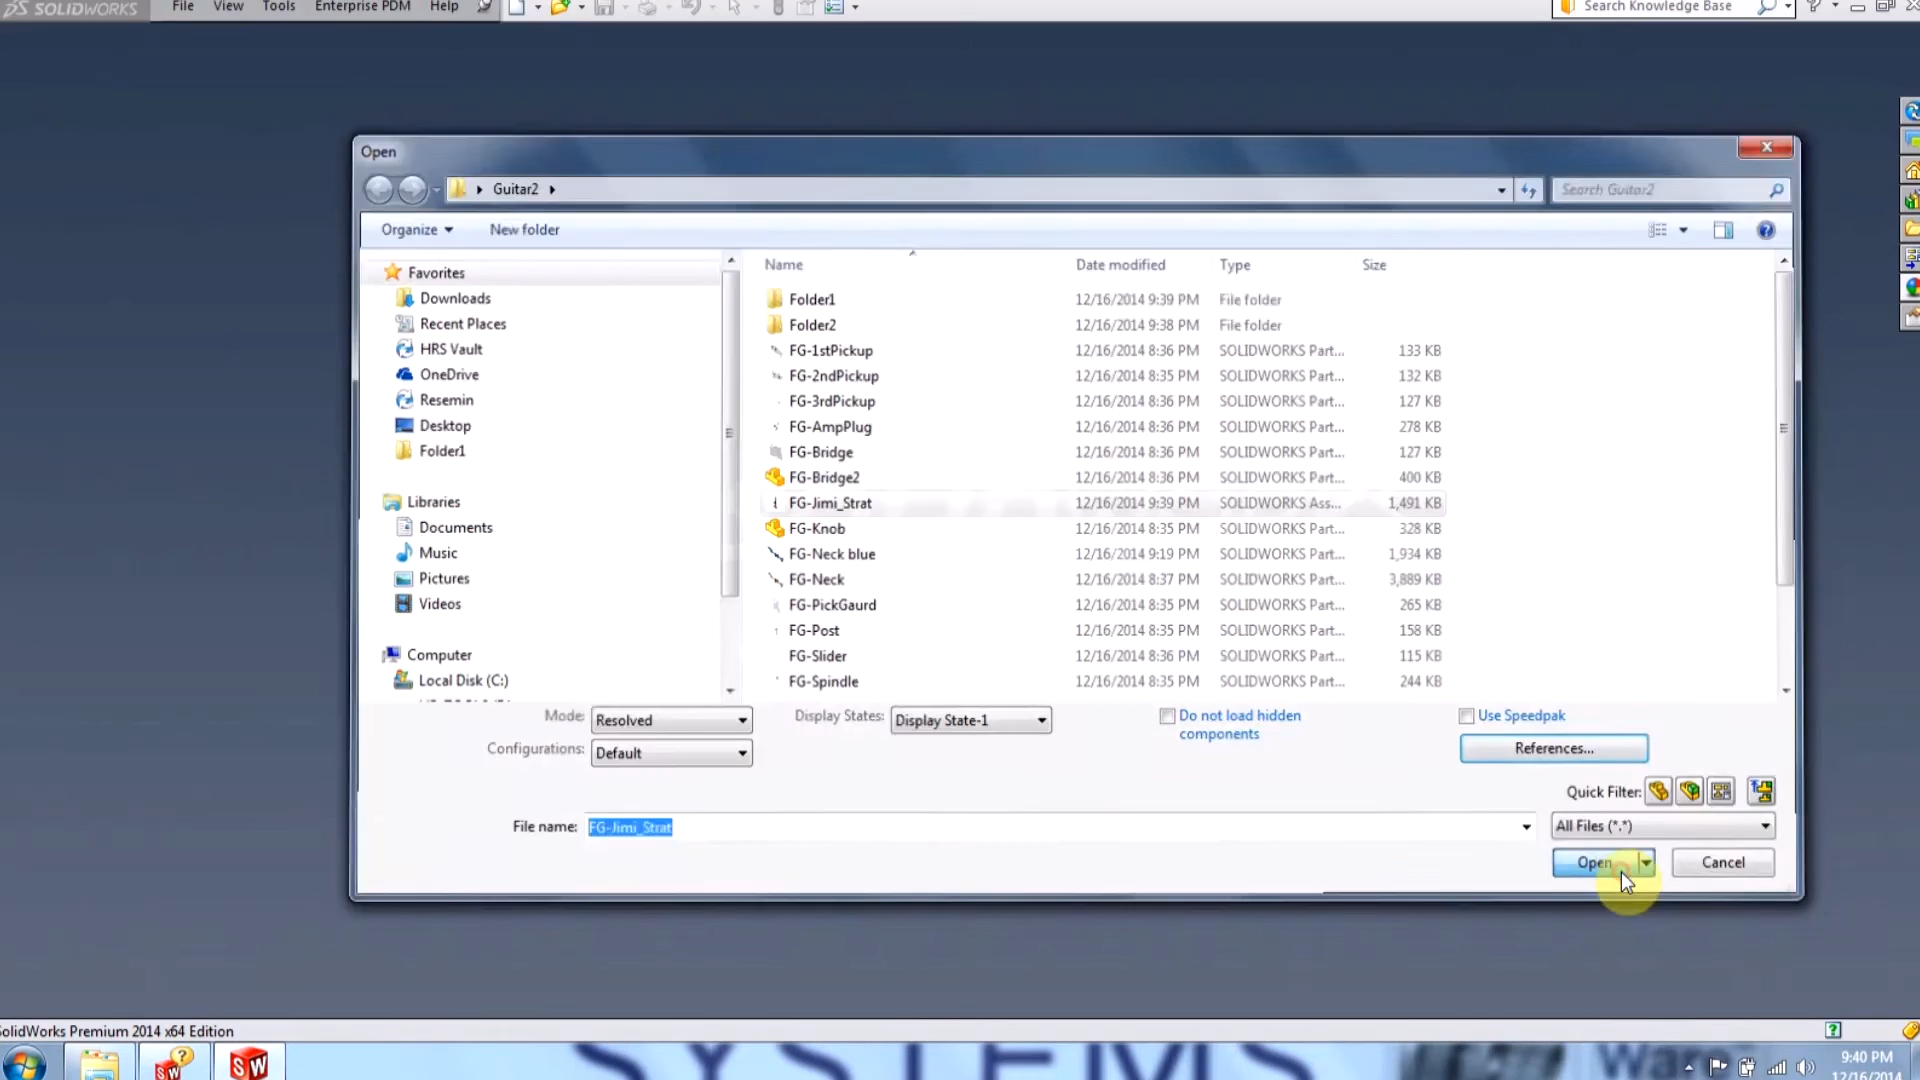 SOLIDWORKS File View Tools Enterprise PDM Help Search Knowledge Base
Open
Guitar2 Search Guitar2
Organize New folder
Name Date modified Type Size
Favorites
Downloads
Recent Places
HRS Vault
OneDrive
Resemin
Desktop
Folder1
Libraries
Documents
Music
Pictures
Videos
Computer
Local Disk (C:)
Folder1 12/16/2014 9:39 PM File folder
Folder2 12/16/2014 9:38 PM File folder
FG-1stPickup 12/16/2014 8:36 PM SOLIDWORKS Part... 133 KB
FG-2ndPickup 12/16/2014 8:35 PM SOLIDWORKS Part... 132 KB
FG-3rdPickup 12/16/2014 8:36 PM SOLIDWORKS Part... 127 KB
FG-AmpPlug 12/16/2014 8:36 PM SOLIDWORKS Part... 278 KB
FG-Bridge 12/16/2014 8:36 PM SOLIDWORKS Part... 127 KB
FG-Bridge2 12/16/2014 8:36 PM SOLIDWORKS Part... 400 KB
FG-Jimi_Strat 12/16/2014 9:39 PM SOLIDWORKS Ass... 1,491 KB
FG-Knob 12/16/2014 8:35 PM SOLIDWORKS Part... 328 KB
FG-Neck blue 12/16/2014 9:19 PM SOLIDWORKS Part... 1,934 KB
FG-Neck 12/16/2014 8:37 PM SOLIDWORKS Part... 3,889 KB
FG-PickGaurd 12/16/2014 8:35 PM SOLIDWORKS Part... 265 KB
FG-Post 12/16/2014 8:35 PM SOLIDWORKS Part... 158 KB
FG-Slider 12/16/2014 8:36 PM SOLIDWORKS Part... 115 KB
FG-Spindle 12/16/2014 8:35 PM SOLIDWORKS Part... 244 KB
Mode: Resolved Display States: Display State-1 Do not load hidden components Use Speedpak
Configurations: Default References...
Quick Filter:
File name: FG-Jimi_Strat All Files (*.*)
Open Cancel
SolidWorks Premium 2014 x64 Edition
SYSTEMS
9:40 PM
12/16/2014